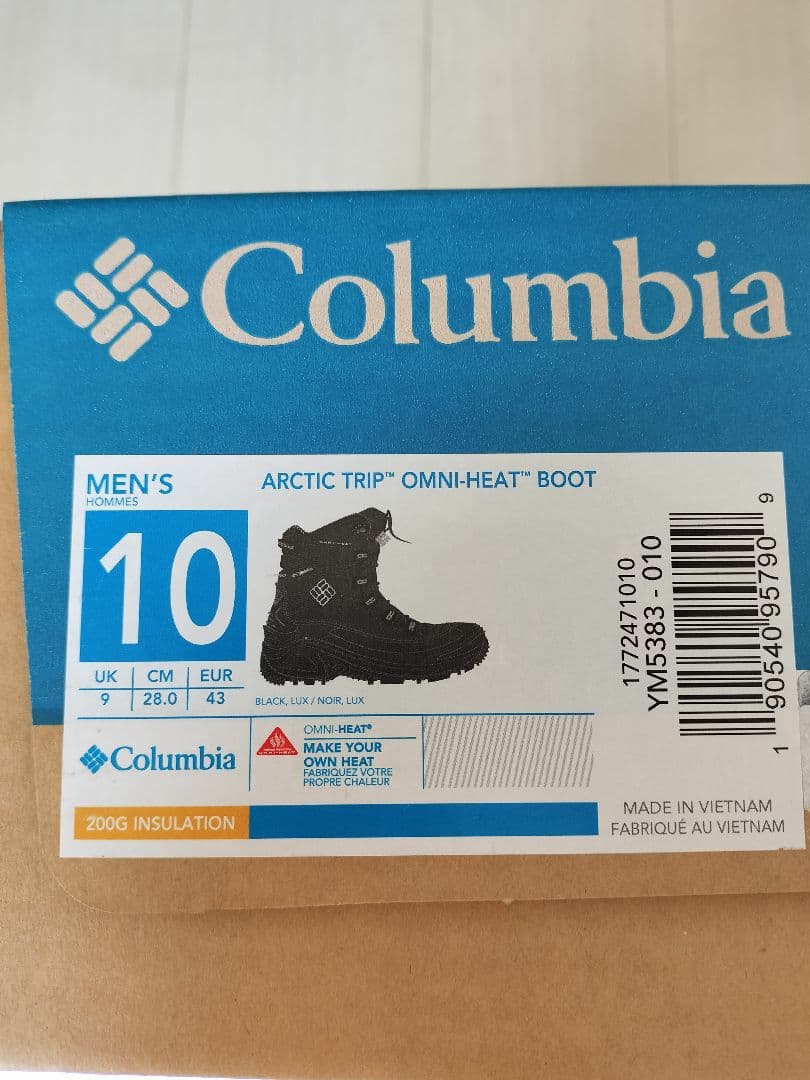 Columbia
MEN'S
HOMMES
10
UK CM EUR
9 28.0 43
ARCTIC TRIP™ OMNI-HEAT™ BOOT
BLACK, LUX / NOIR, LUX
1772471010
YM5383 - 010
1 90540 95790 9
Columbia
OMNI-HEAT®
MAKE YOUR
OWN HEAT
FABRIQUEZ VOTRE
PROPRE CHALEUR
200G INSULATION
MADE IN VIETNAM
FABRIQUÉ AU VIETNAM